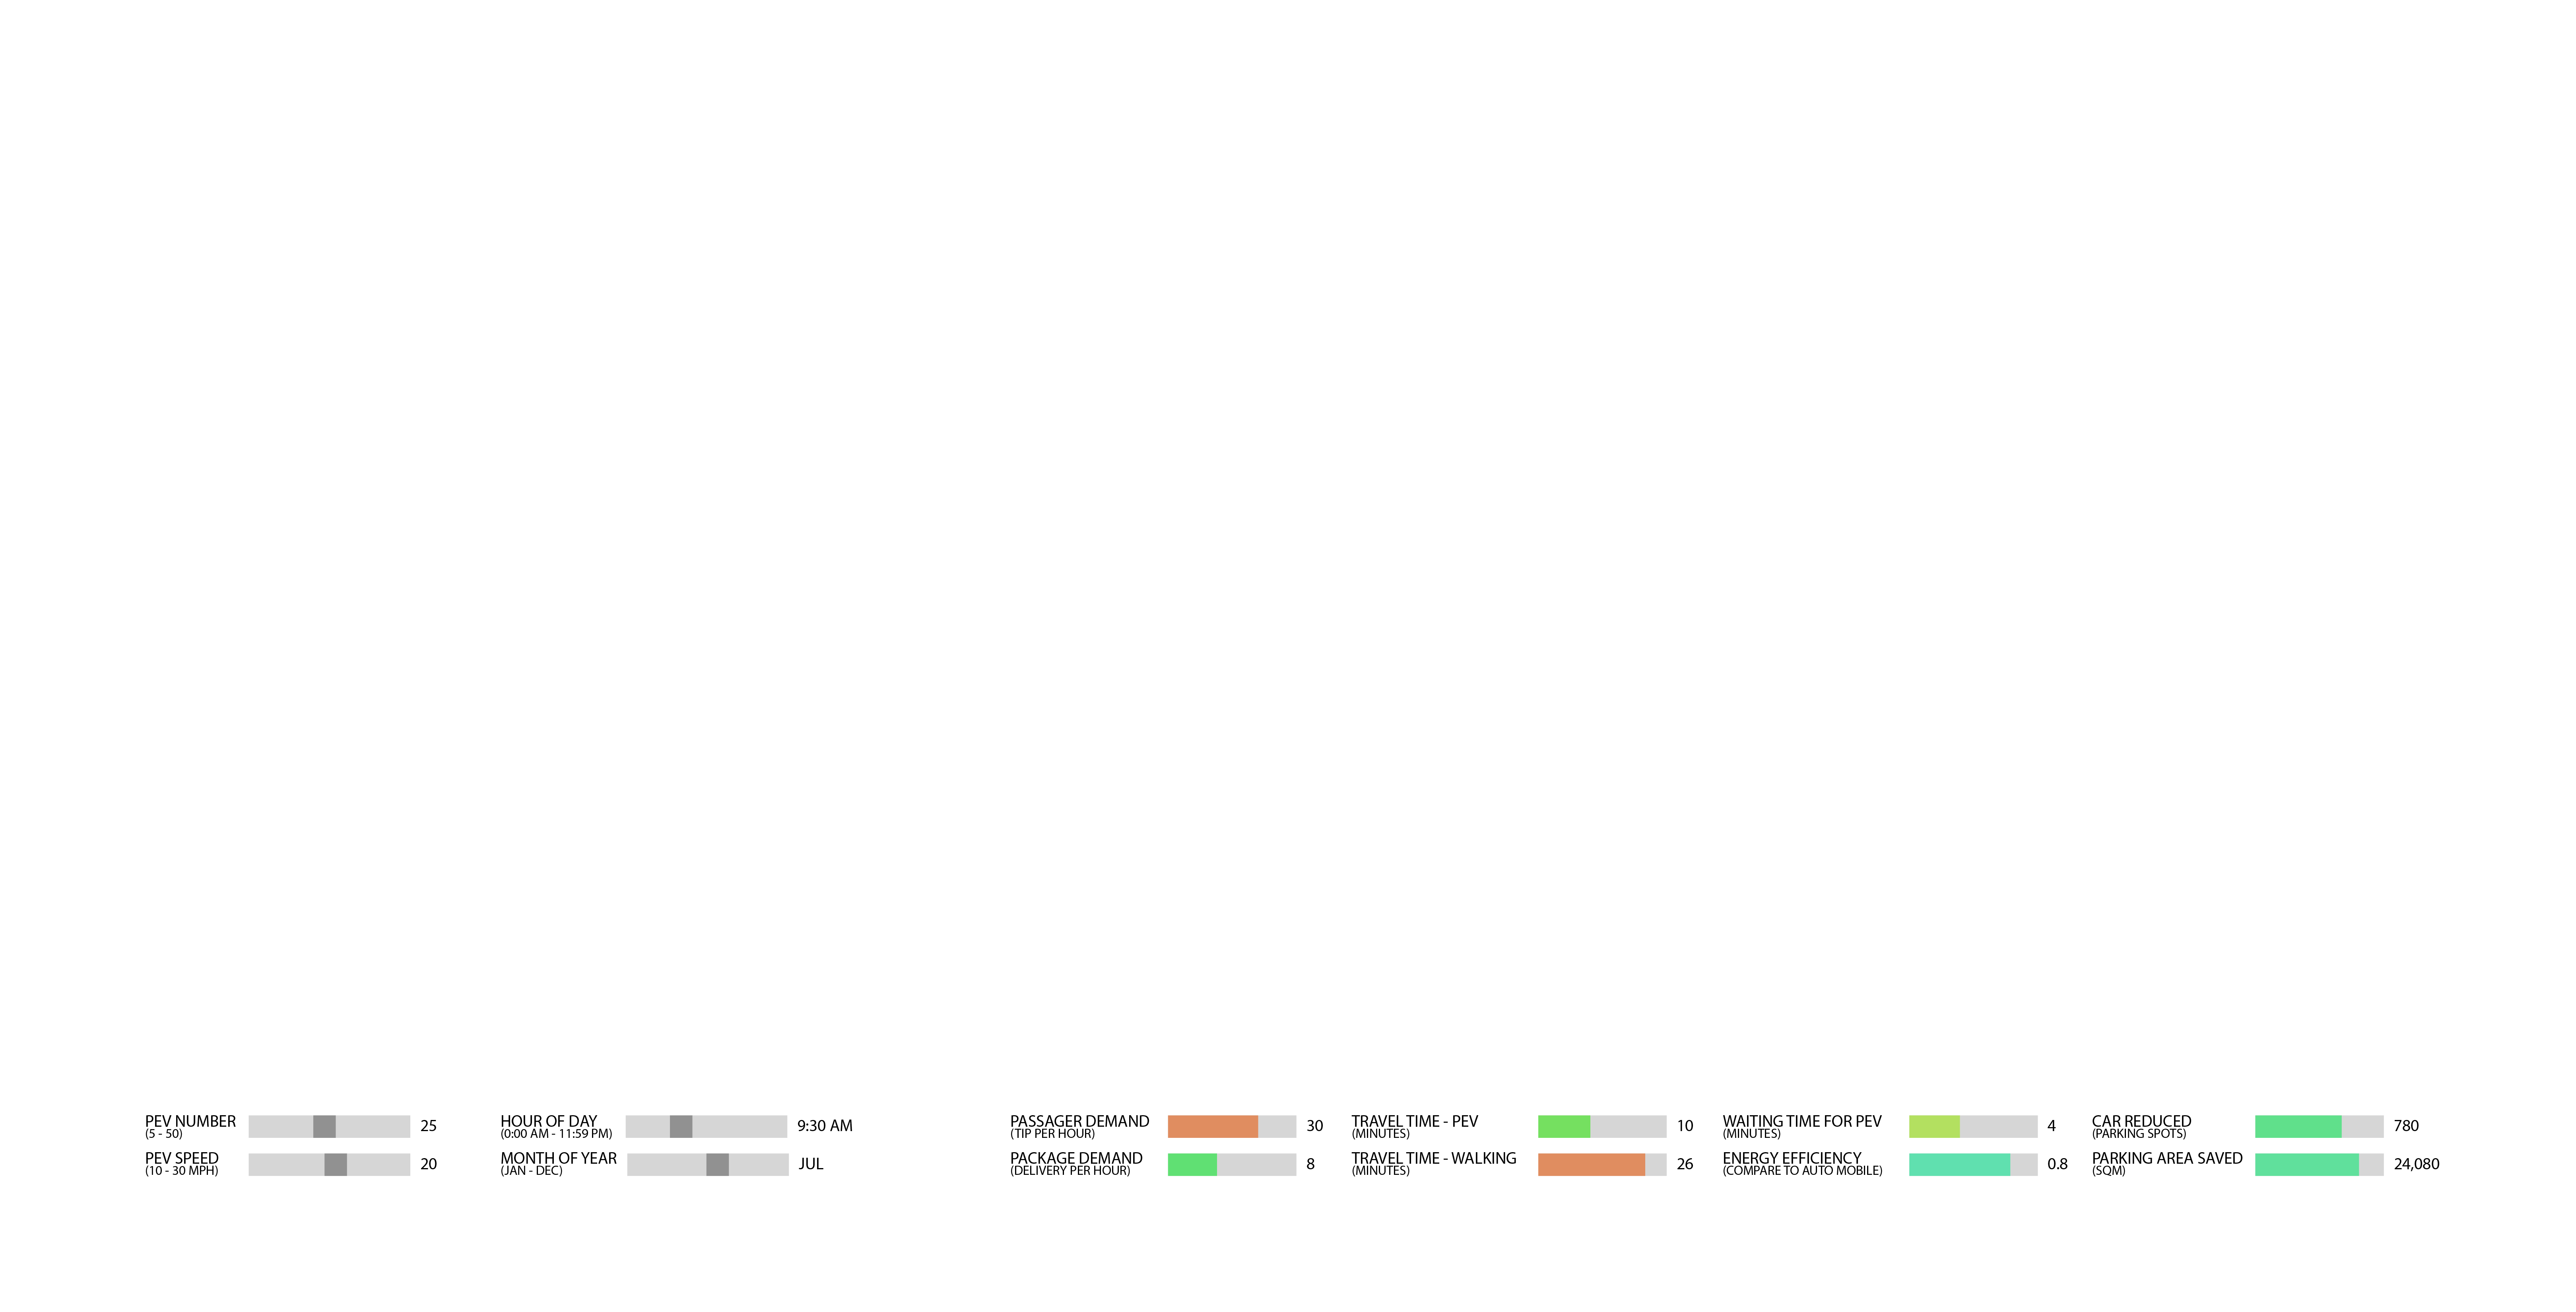 PEV NUMBER
(5 - 50)
25
HOUR OF DAY
(0:00 AM - 11:59 PM)
9:30 AM
PASSAGER DEMAND
(TIP PER HOUR)
30
TRAVEL TIME - PEV
(MINUTES)
10
WAITING TIME FOR PEV
(MINUTES)
4
CAR REDUCED
(PARKING SPOTS)
780
PEV SPEED
(10 - 30 MPH)
20
MONTH OF YEAR
(JAN - DEC)
JUL
PACKAGE DEMAND
(DELIVERY PER HOUR)
8
TRAVEL TIME - WALKING
(MINUTES)
26
ENERGY EFFICIENCY
(COMPARE TO AUTO MOBILE)
0.8
PARKING AREA SAVED
(SQM)
24,080